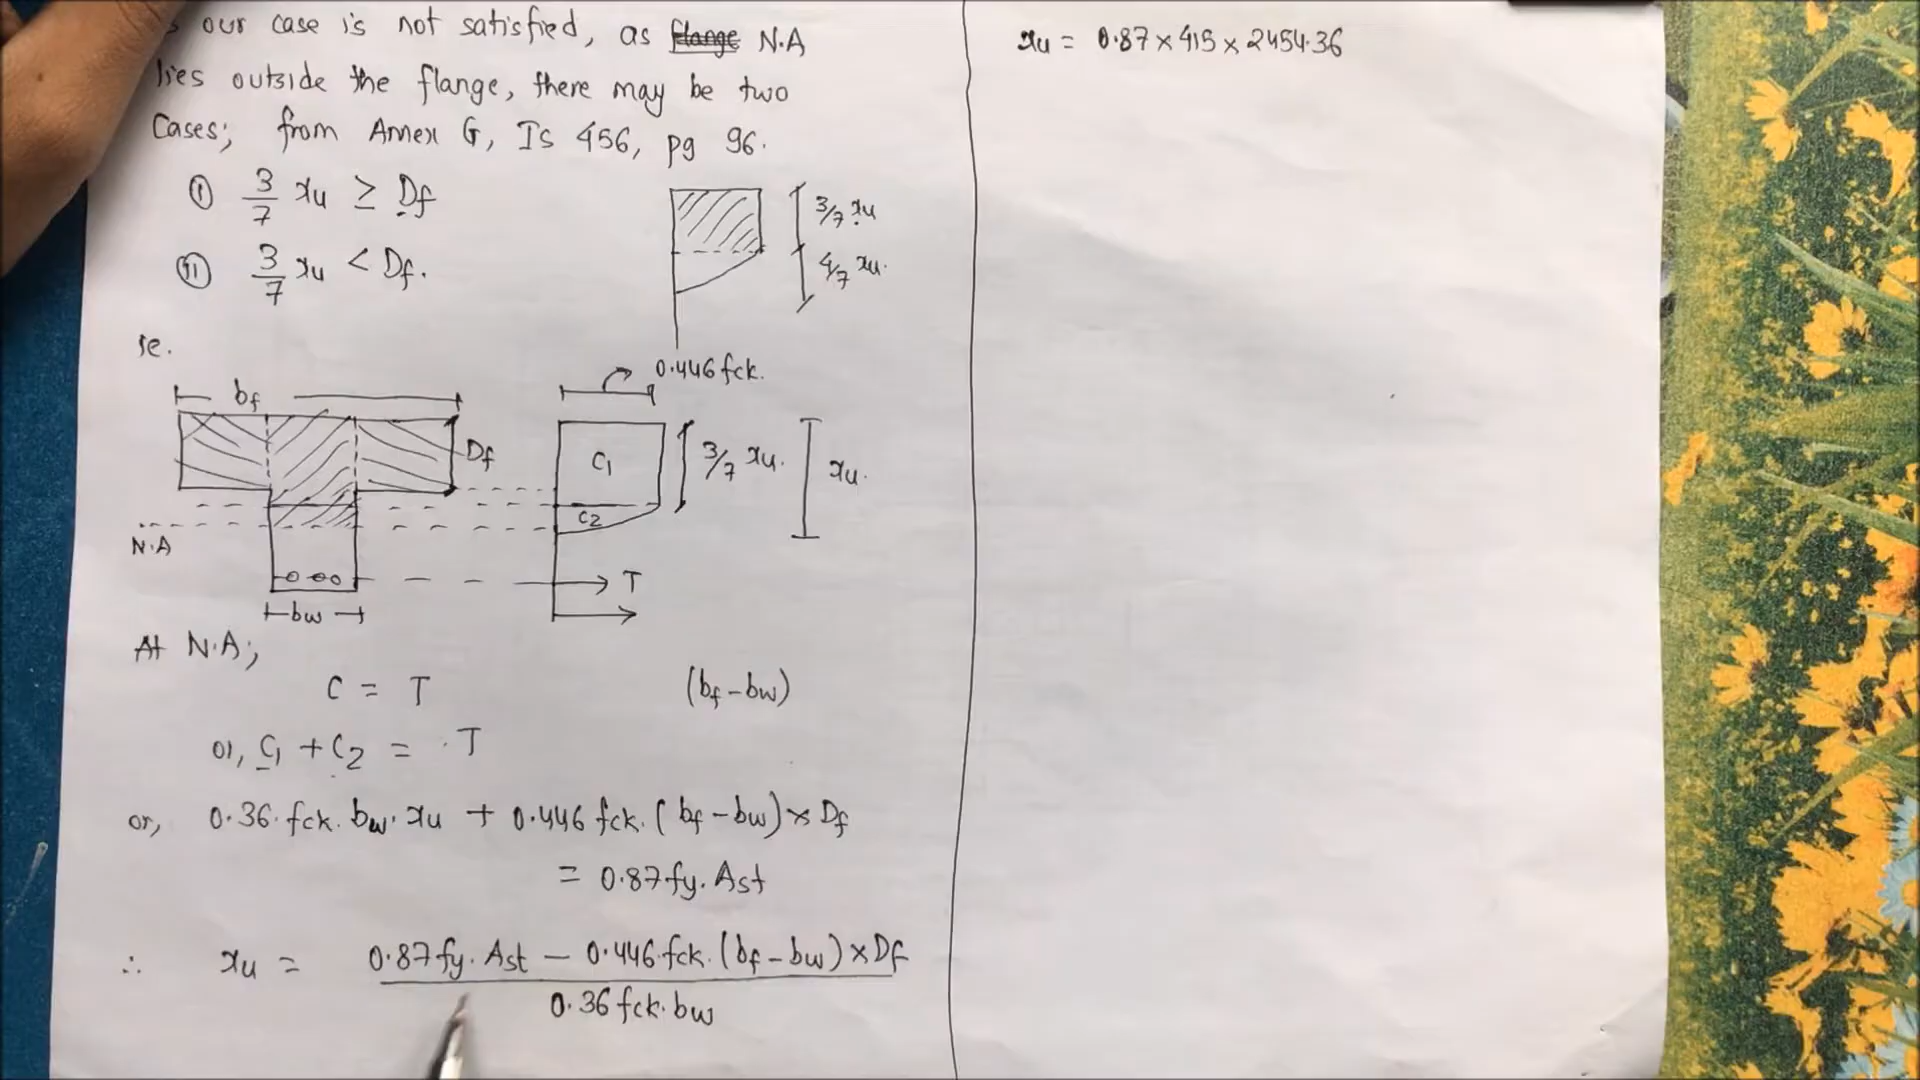 our case is not satisfied, as N.A
lies outside the flange, there may be two
Cases; from Annex G, Is 456, pg 96.
(i) 3/7 xu ≥ Df
(ii) 3/7 xu < Df.
3/7 xu
4/7 xu.
0.446 fck.
bf
Df
C1
3/7 xu.
xu.
C2
N.A
T
bw
At N.A;
C = T
(bf - bw)
or, C1 + C2 = T
or, 0.36. fck. bw. xu + 0.446 fck. (bf - bw) × Df
= 0.87 fy. Ast
∴ xu = 0.87 fy. Ast - 0.446. fck. (bf - bw) × Df
0.36 fck. bw
xu = 0.87 × 415 × 2454.36